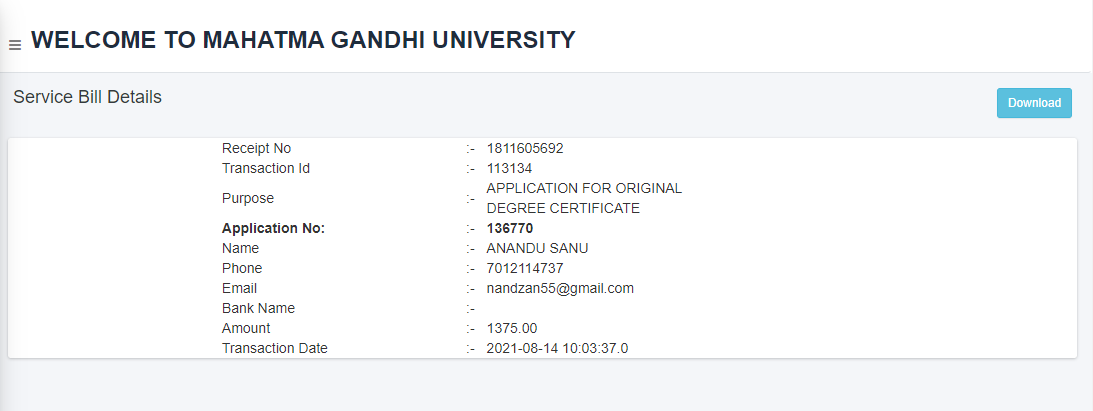 WELCOME TO MAHATMA GANDHI UNIVERSITY
Service Bill Details
Download
Receipt No :- 1811605692
Transaction Id :- 113134
Purpose :- APPLICATION FOR ORIGINAL
DEGREE CERTIFICATE
Application No: :- 136770
Name :- ANANDU SANU
Phone :- 7012114737
Email :- nandzan55@gmail.com
Bank Name :-
Amount :- 1375.00
Transaction Date :- 2021-08-14 10:03:37.0